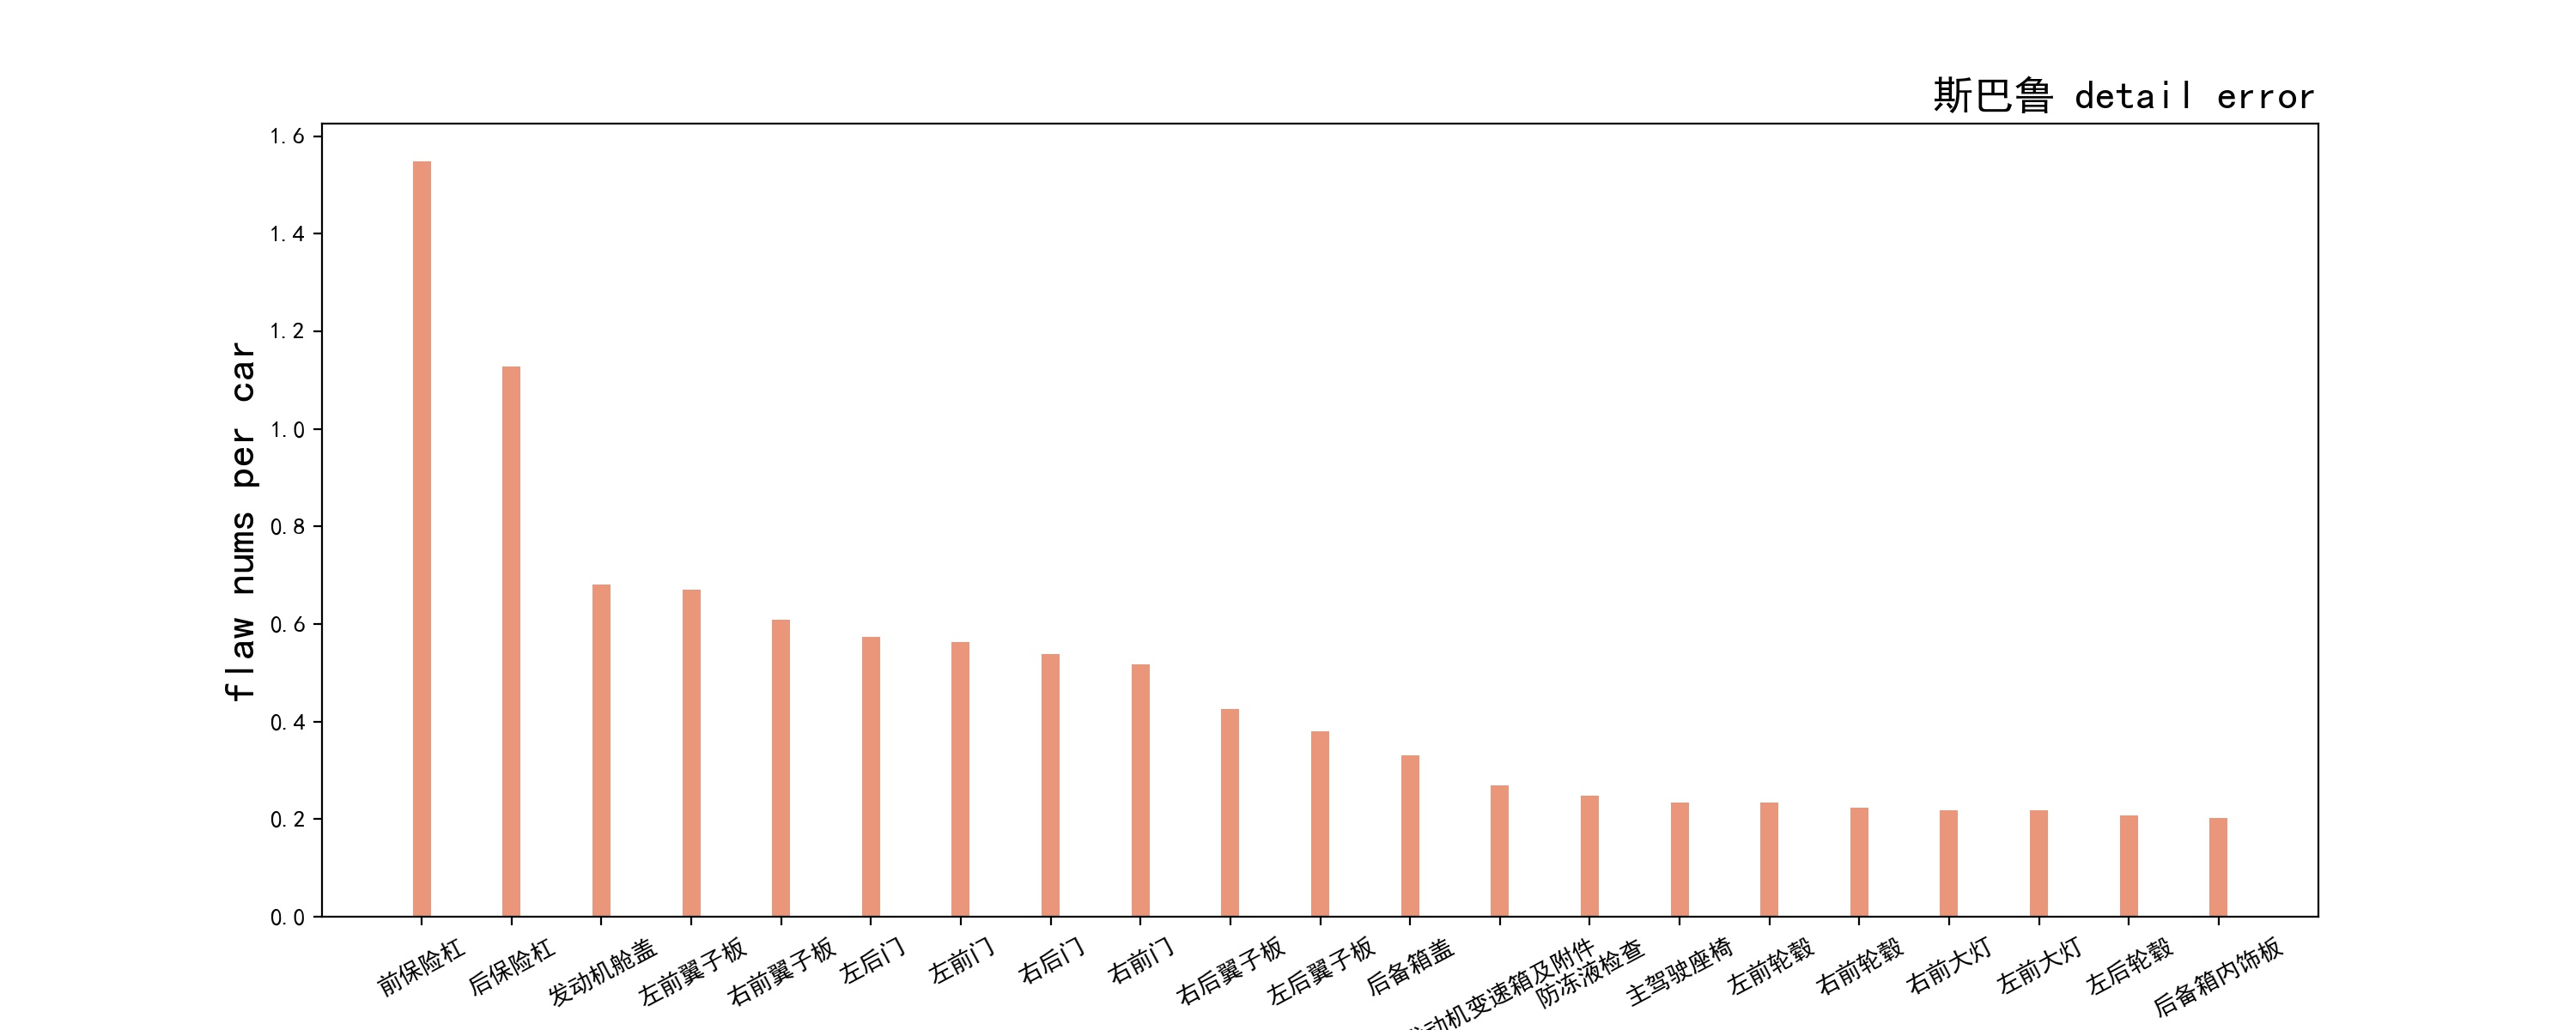 斯巴鲁 detail error
flaw nums per car
1.6
1.4
1.2
1.0
0.8
0.6
0.4
0.2
0.0
前保险杠
后保险杠
发动机舱盖
左前翼子板
右前翼子板
左后门
左前门
右后门
右前门
右后翼子板
左后翼子板
后备箱盖
动机变速箱及附件
防冻液检查
主驾驶座椅
左前轮毂
右前轮毂
右前大灯
左前大灯
左后轮毂
后备箱内饰板